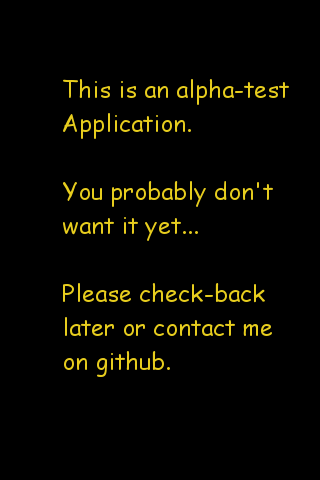 This is an alpha-test
Application.
You probably don't
want it yet...
Please check-back
later or contact me
on github.